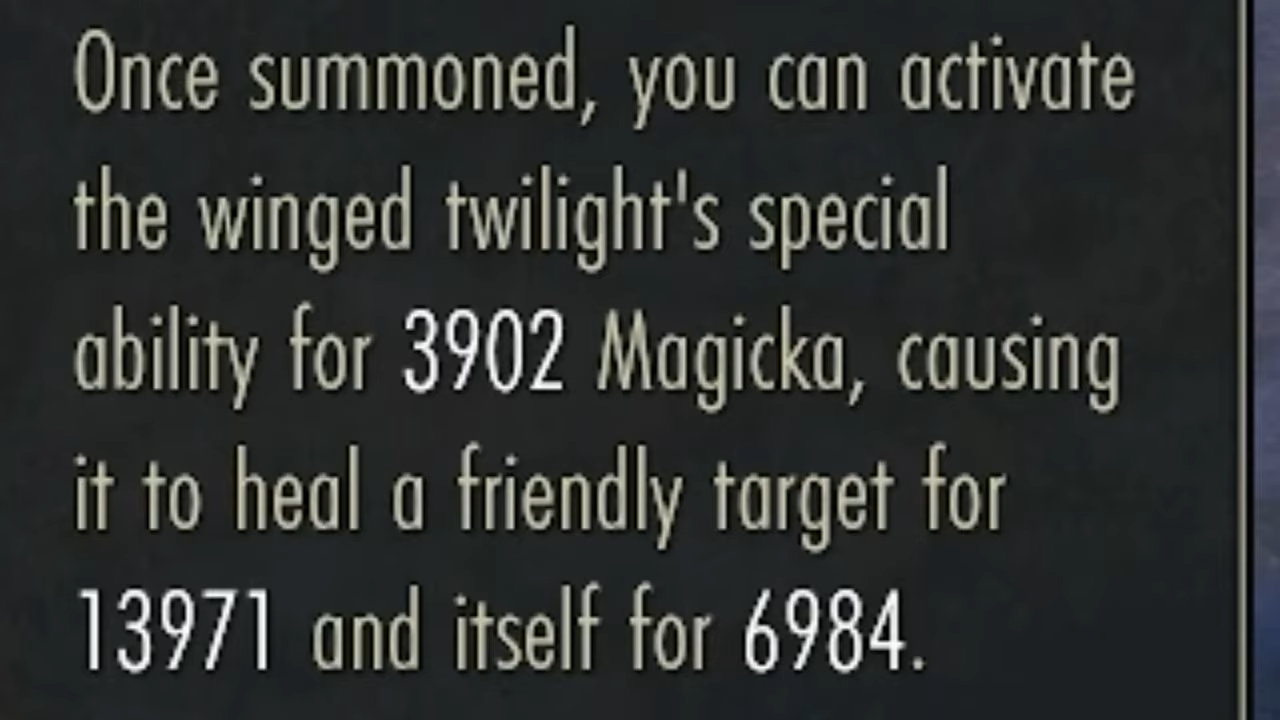 Once summoned, you can activate
the winged twilight's special
ability for 3902 Magicka, causing
it to heal a friendly target for
13971 and itself for 6984.